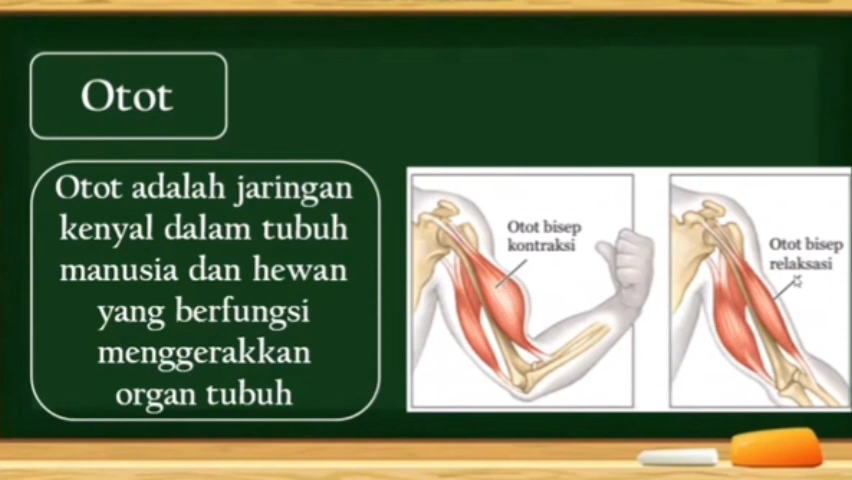 Otot
Otot adalah jaringan
kenyal dalam tubuh
manusia dan hewan
yang berfungsi
menggerakkan
organ tubuh
Otot bisep
kontraksi
Otot bisep
relaksasi